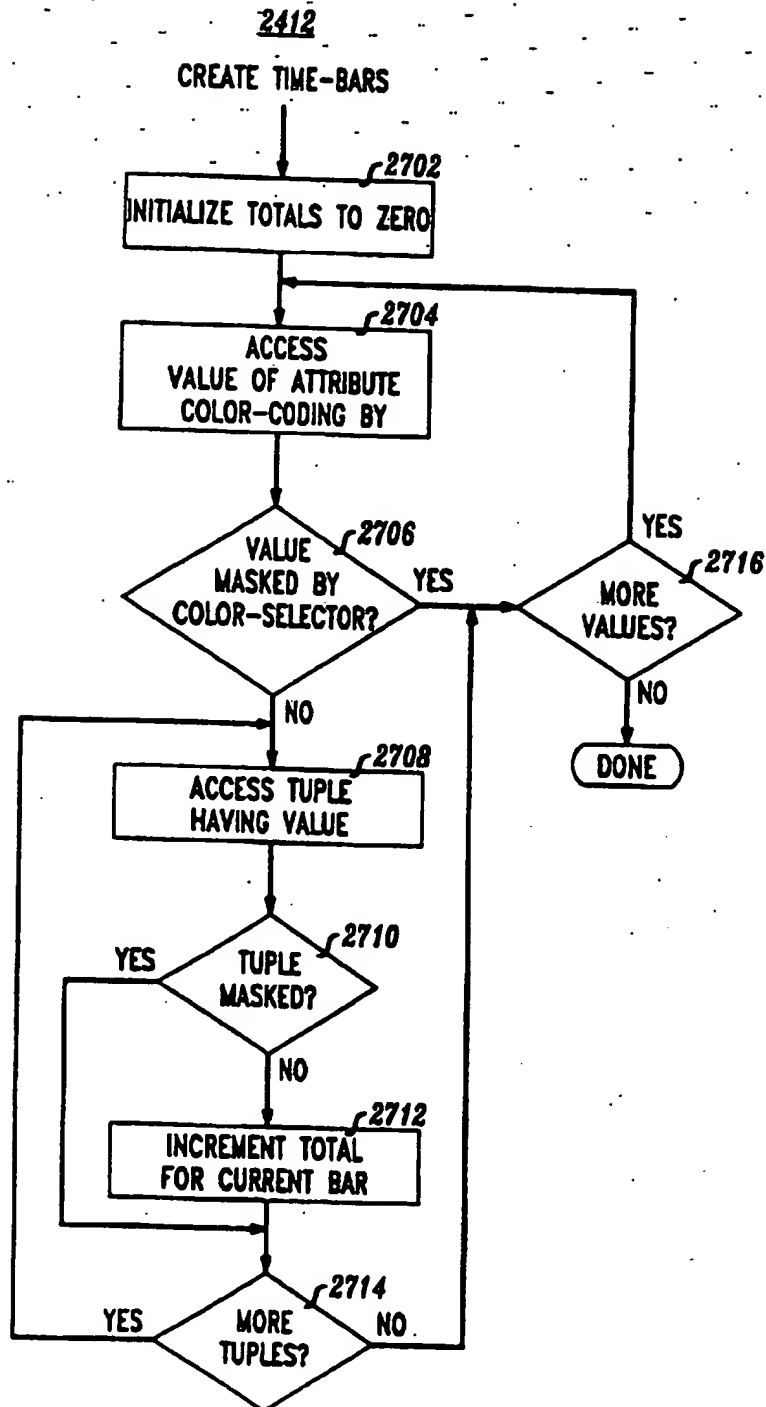 2412
CREATE TIME-BARS
2702
INITIALIZE TOTALS TO ZERO
2704
ACCESS
VALUE OF ATTRIBUTE
COLOR-CODING BY
2706
VALUE
MASKED BY
COLOR-SELECTOR?
YES
NO
YES
2716
MORE
VALUES?
NO
DONE
2708
ACCESS TUPLE
HAVING VALUE
2710
YES
TUPLE
MASKED?
NO
2712
INCREMENT TOTAL
FOR CURRENT BAR
2714
YES
MORE
TUPLES?
NO